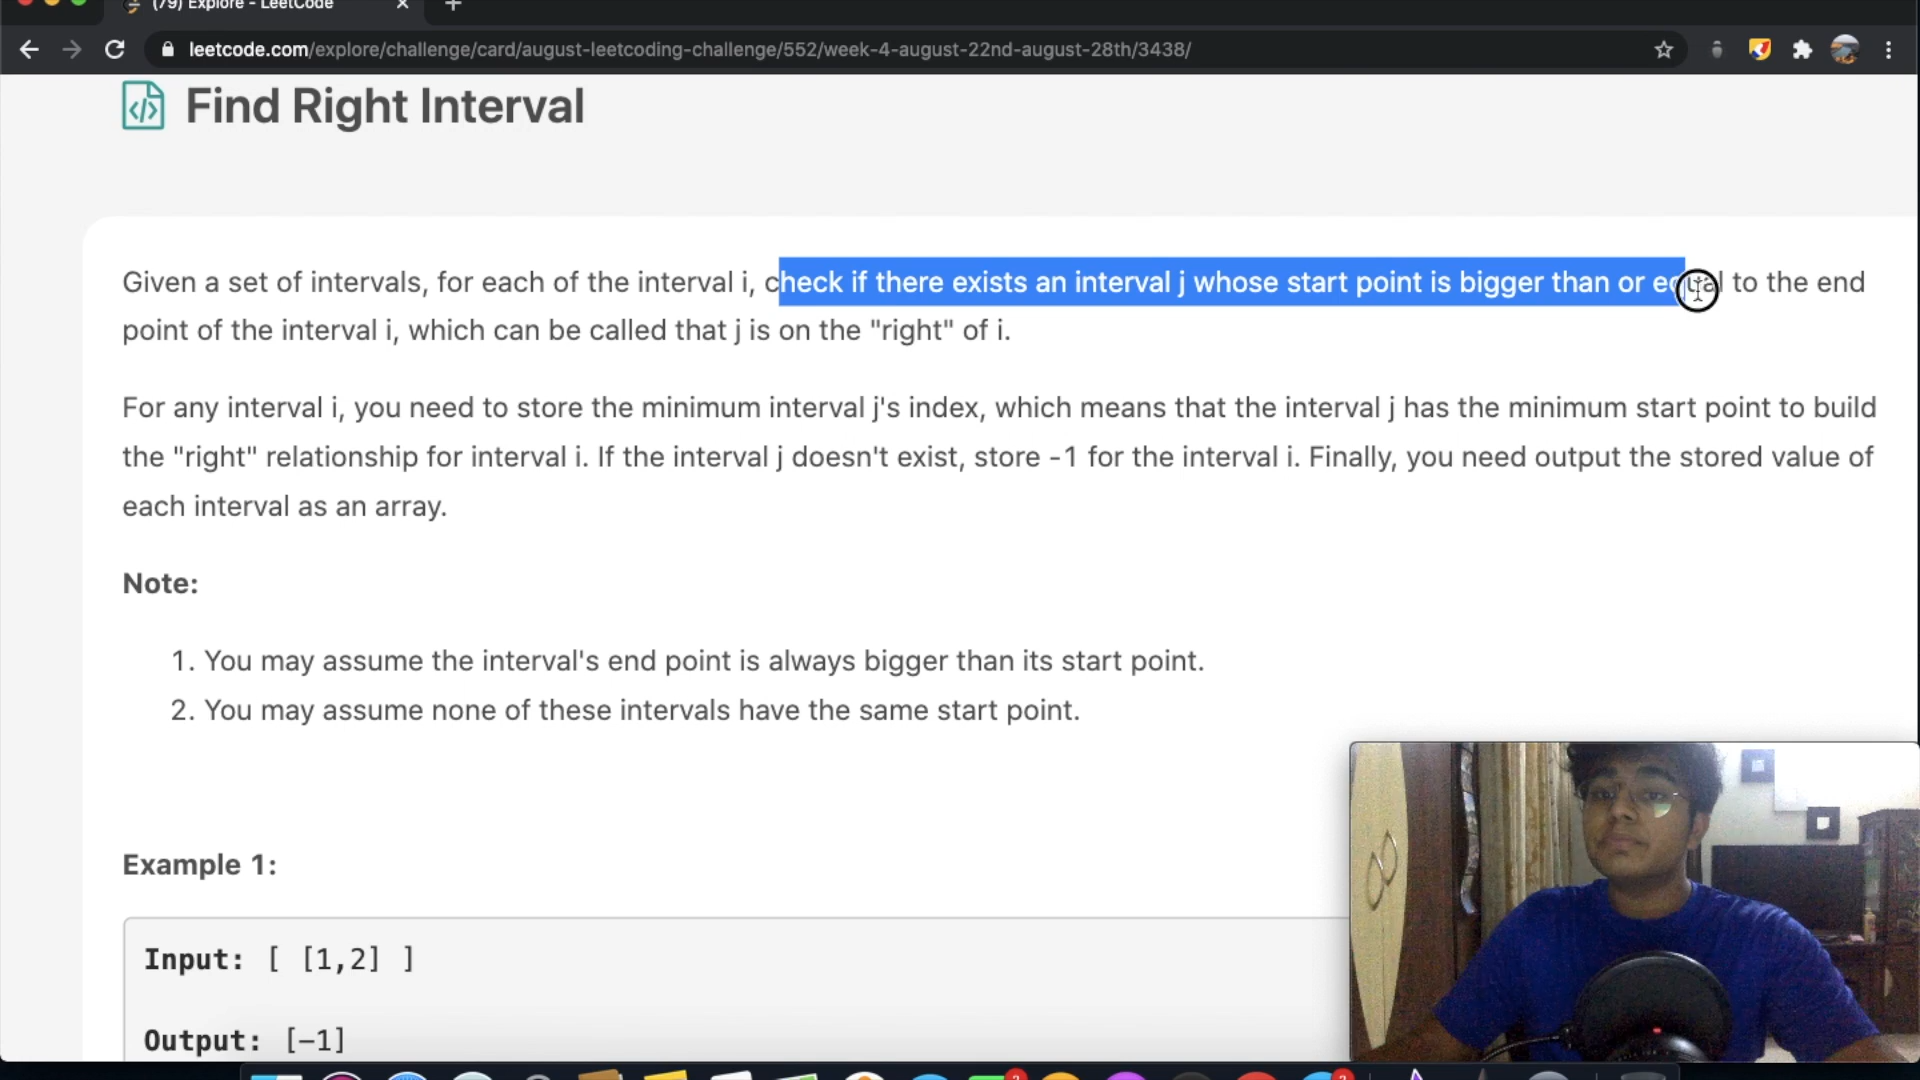 (79) Explore - LeetCode
leetcode.com/explore/challenge/card/august-leetcoding-challenge/552/week-4-august-22nd-august-28th/3438/
Find Right Interval
Given a set of intervals, for each of the interval i, check if there exists an interval j whose start point is bigger than or equal to the end
point of the interval i, which can be called that j is on the "right" of i.
For any interval i, you need to store the minimum interval j's index, which means that the interval j has the minimum start point to build
the "right" relationship for interval i. If the interval j doesn't exist, store -1 for the interval i. Finally, you need output the stored value of
each interval as an array.
Note:
1. You may assume the interval's end point is always bigger than its start point.
2. You may assume none of these intervals have the same start point.
Example 1:
Input: [ [1,2] ]
Output: [-1]